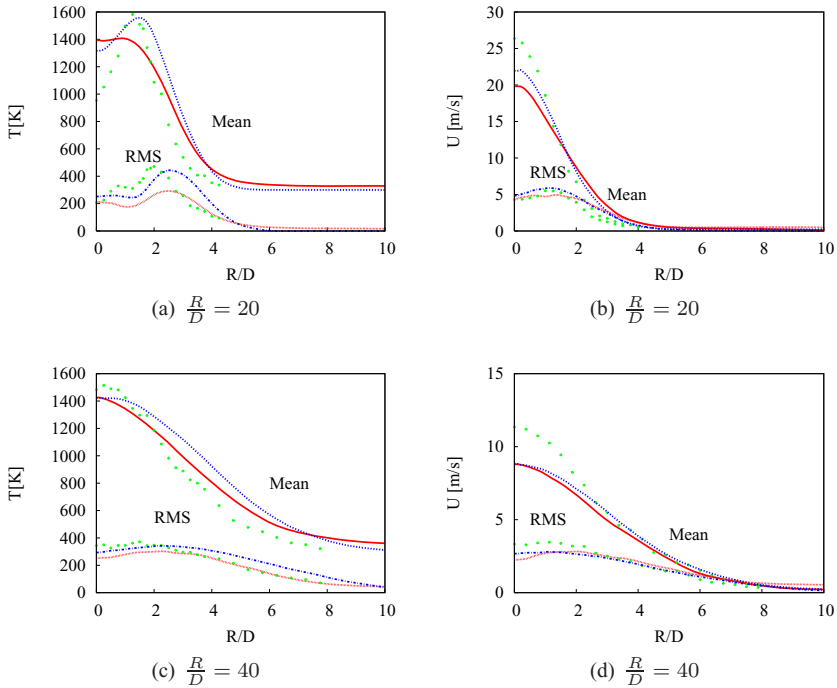 1600
1400
1200
1000
800
600
400
200
0
T[K]
Mean
RMS
0 2 4 6 8 10
R/D
(a) R/D = 20
30
25
20
15
10
5
0
U [m/s]
RMS
Mean
0 2 4 6 8 10
R/D
(b) R/D = 20
1600
1400
1200
1000
800
600
400
200
0
T[K]
Mean
RMS
0 2 4 6 8 10
R/D
(c) R/D = 40
15
10
5
0
U [m/s]
RMS
Mean
0 2 4 6 8 10
R/D
(d) R/D = 40